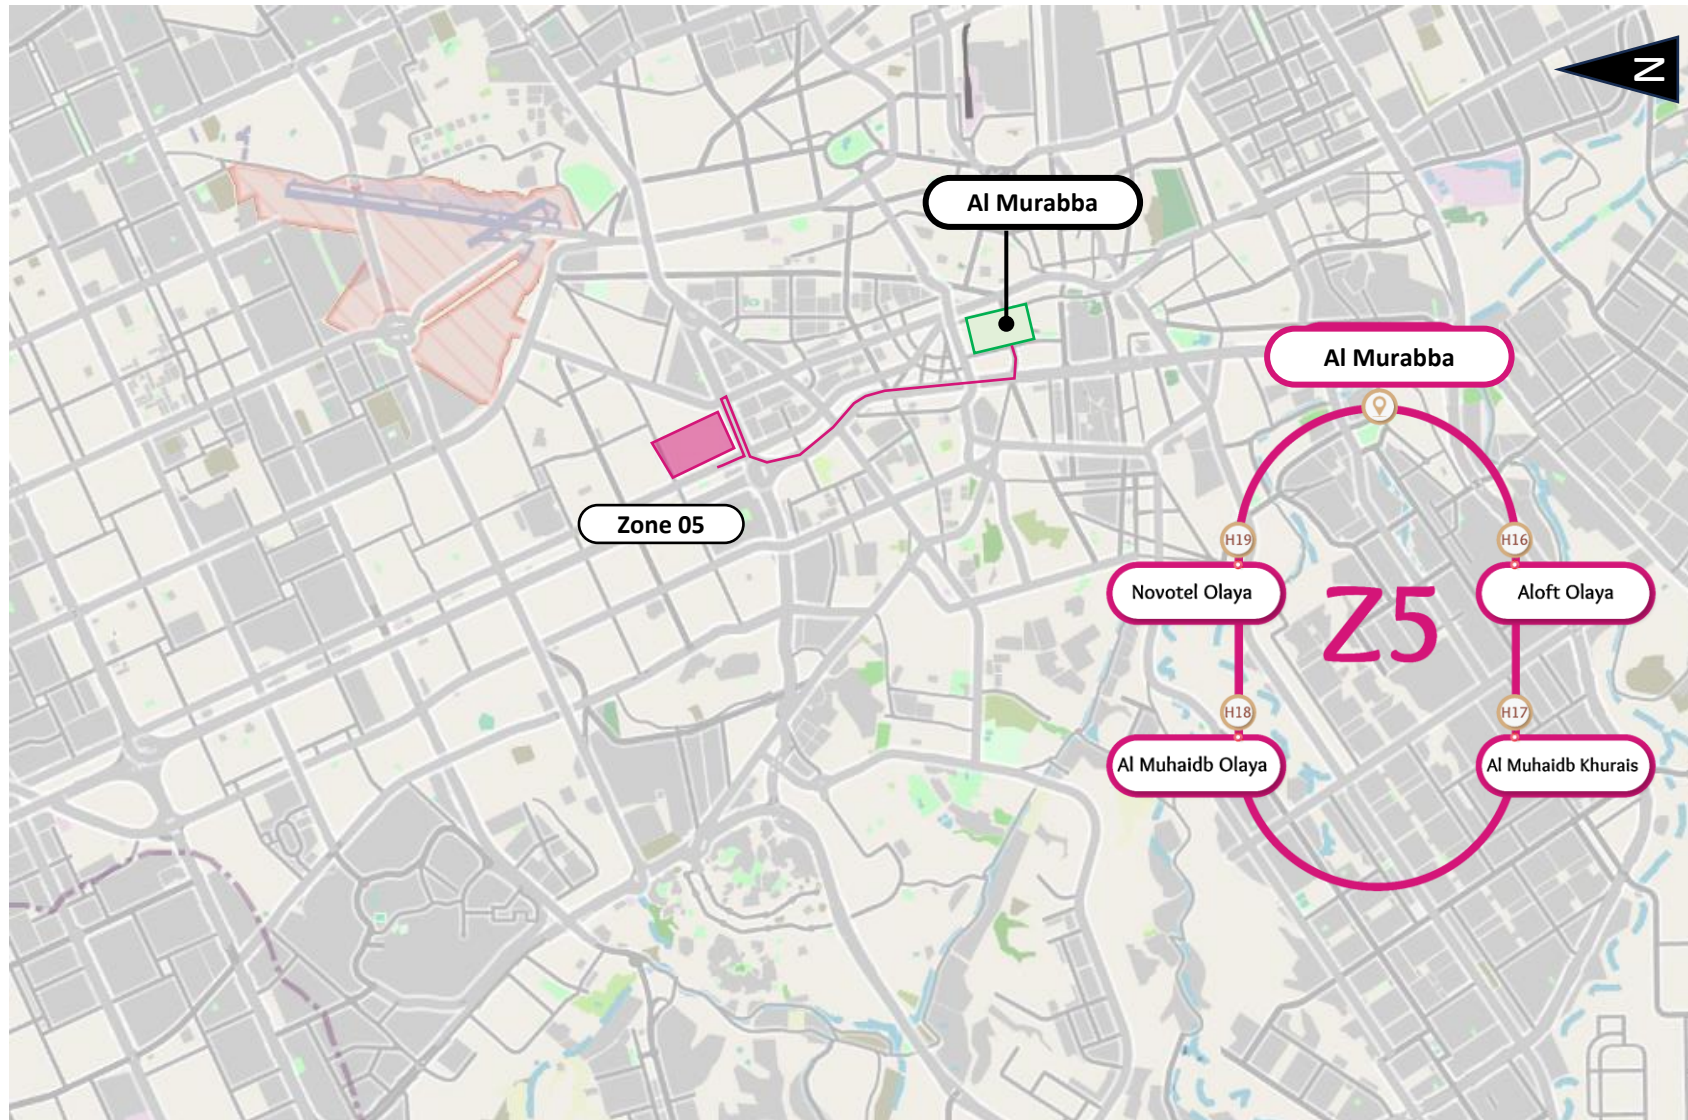 N
Al Murabba
Zone 05
Al Murabba
H19
H16
Novotel Olaya
Aloft Olaya
Z5
H18
H17
Al Muhaidb Olaya
Al Muhaidb Khurais